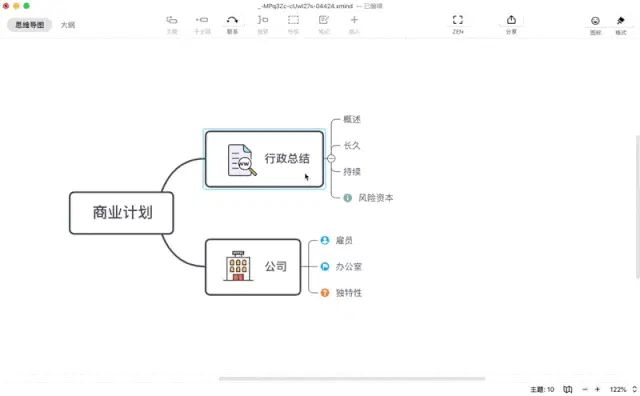 _-MPq32c-cUwI27s-04424.xmind — 已编辑
思维导图 大纲
主题 子主题 联系 概要 外框 笔记 插入 ZEN 分享 图标 格式
概述
行政总结
长久
持续
风险资本
商业计划
雇员
公司
办公室
独特性
主题: 10
122%